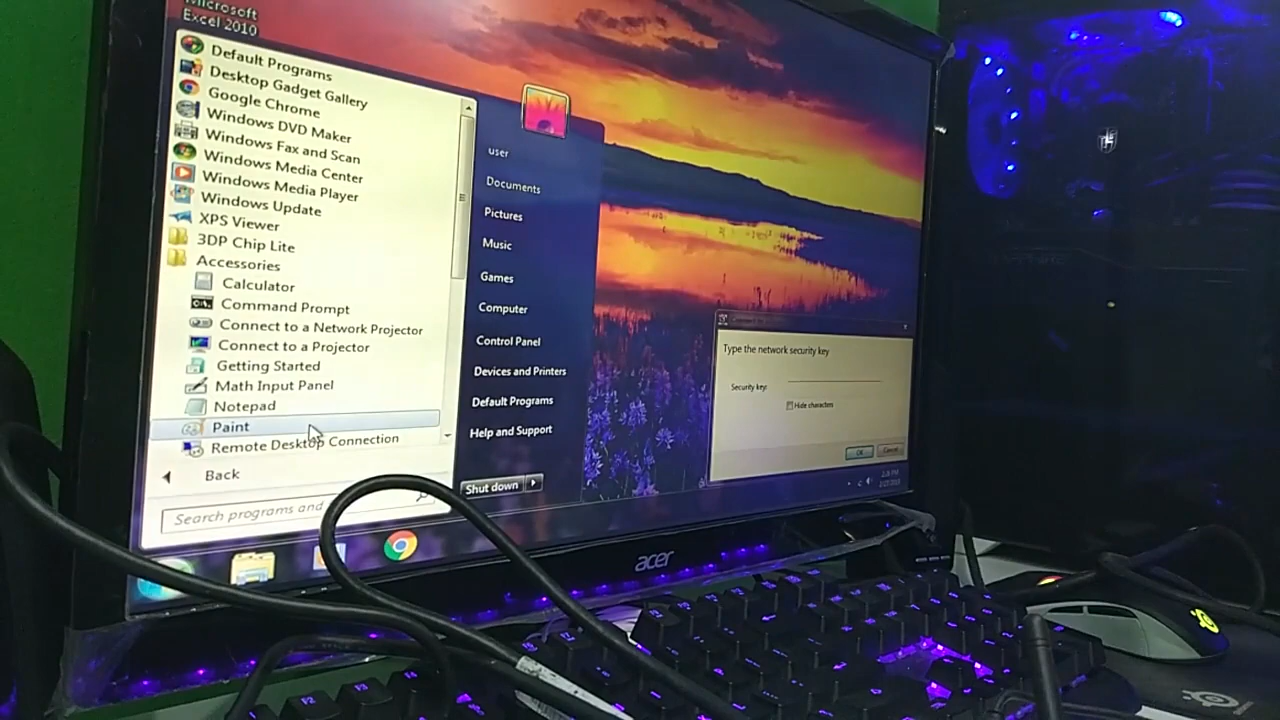 Microsoft
Excel 2010
Default Programs
Desktop Gadget Gallery
Google Chrome
Windows DVD Maker
Windows Fax and Scan
Windows Media Center
Windows Media Player
Windows Update
XPS Viewer
3DP Chip Lite
Accessories
Calculator
Command Prompt
Connect to a Network Projector
Connect to a Projector
Getting Started
Math Input Panel
Notepad
Paint
Remote Desktop Connection
Back
Search programs and
user
Documents
Pictures
Music
Games
Computer
Control Panel
Devices and Printers
Default Programs
Help and Support
Shut down
Type the network security key
Security key:
Hide characters
OK
Cancel
acer